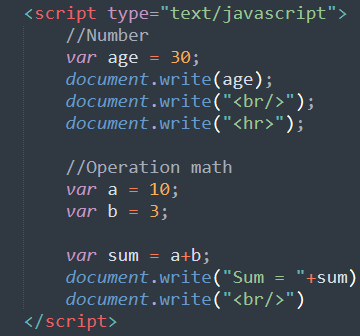 <script type="text/javascript">
//Number
var age = 30;
document.write(age);
document.write("<br/>");
document.write("<hr>");
//Operation math
var a = 10;
var b = 3;
var sum = a+b;
document.write("Sum = "+sum)
document.write("<br/>")
</script>